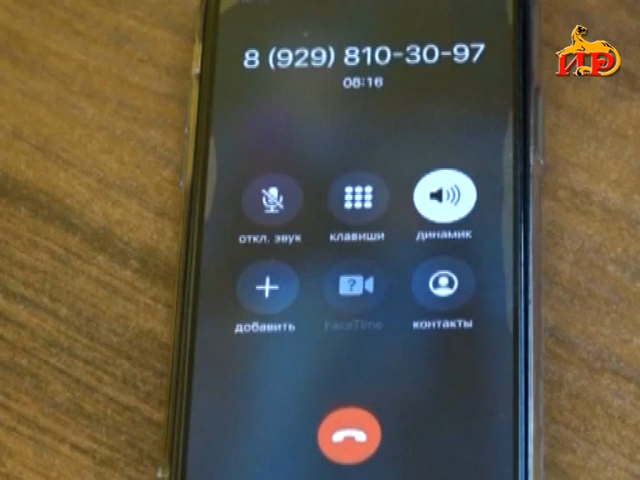 8 (929) 810-30-97
08:16
откл. звук клавиши динамик
добавить FaceTime контакты
ИР